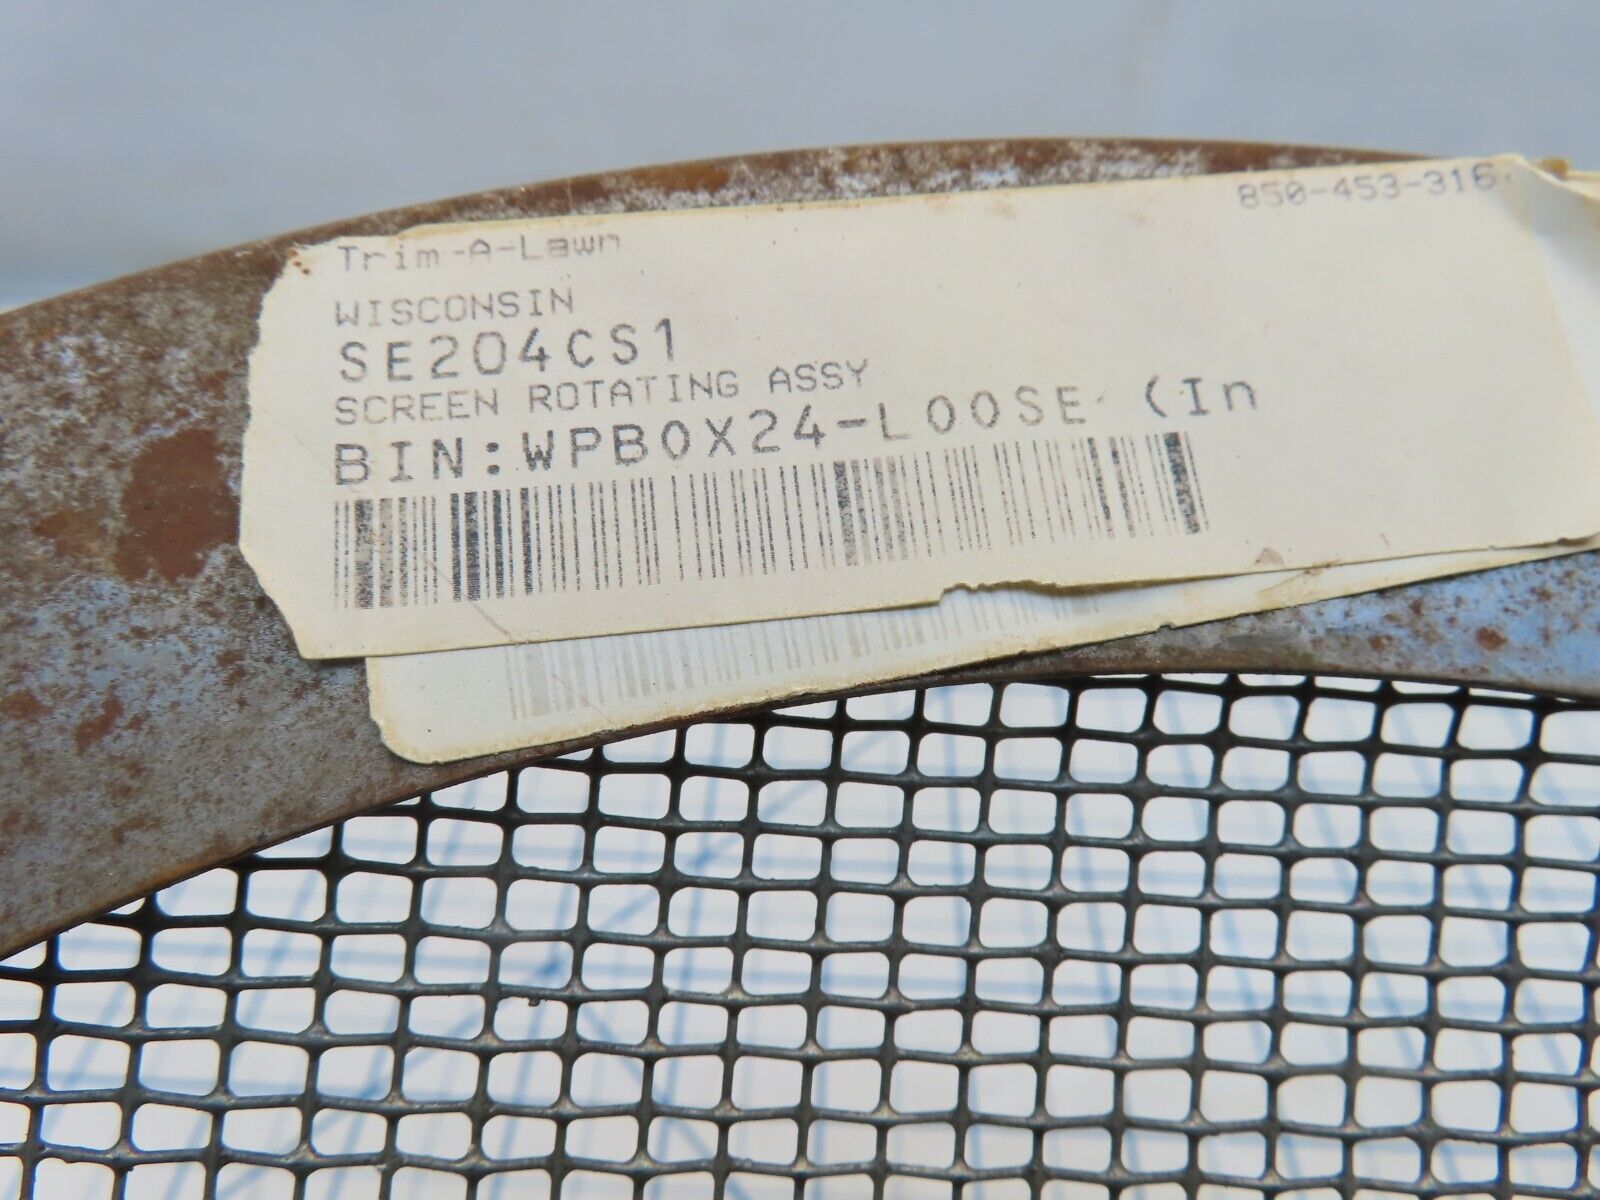 Trim-A-Lawn
850-453-316
WISCONSIN
SE204CS1
SCREEN ROTATING ASSY
BIN:WPBOX24-LOOSE (In